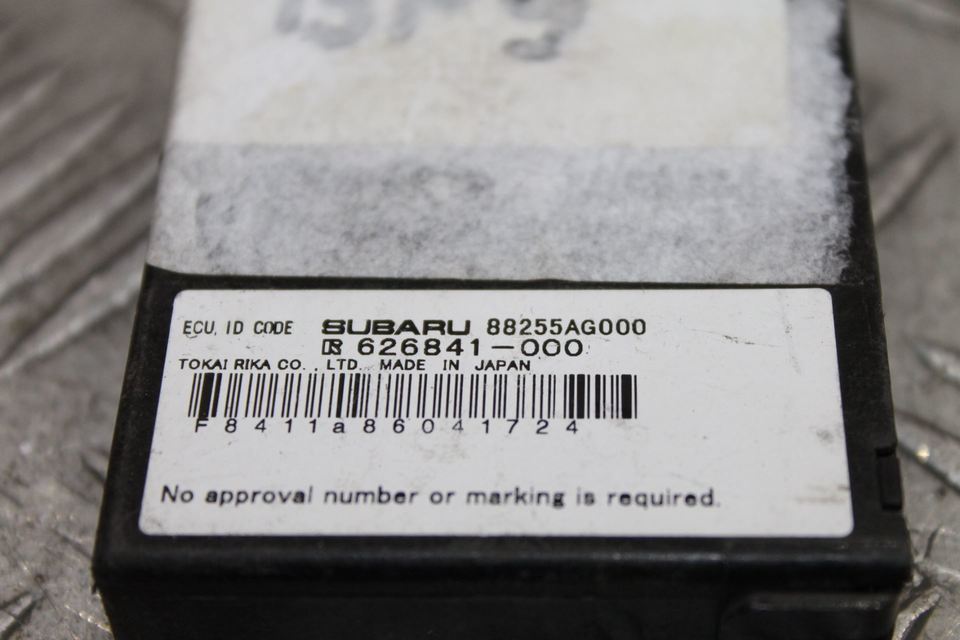 ECU, ID CODE SUBARU 88255AG000
R 626841-000
TOKAI RIKA CO., LTD. MADE IN JAPAN
F8411a86041724
No approval number or marking is required.